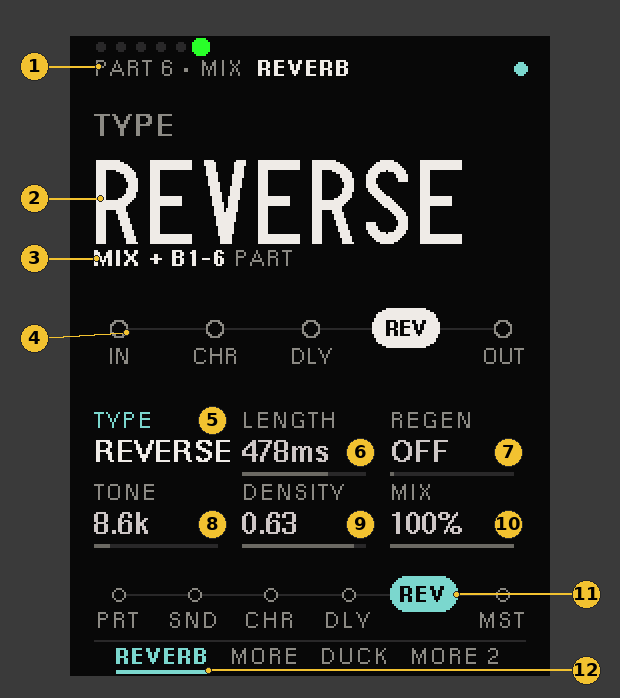 1 PART 6 · MIX REVERB
TYPE
2 REVERSE
3 MIX + B1-6 PART
4 REV
IN CHR DLY OUT
TYPE 5 LENGTH REGEN
REVERSE 478ms 6 OFF 7
TONE DENSITY MIX
8.6k 8 0.63 9 100% 10
REV 11
PRT SND CHR DLY MST
REVERB MORE DUCK MORE 2
12